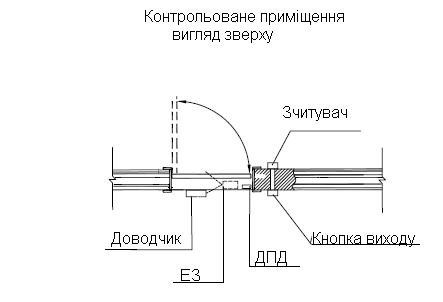 Контрольоване приміщення
вигляд зверху
Зчитувач
Доводчик
Кнопка виходу
ДПД
ЕЗ